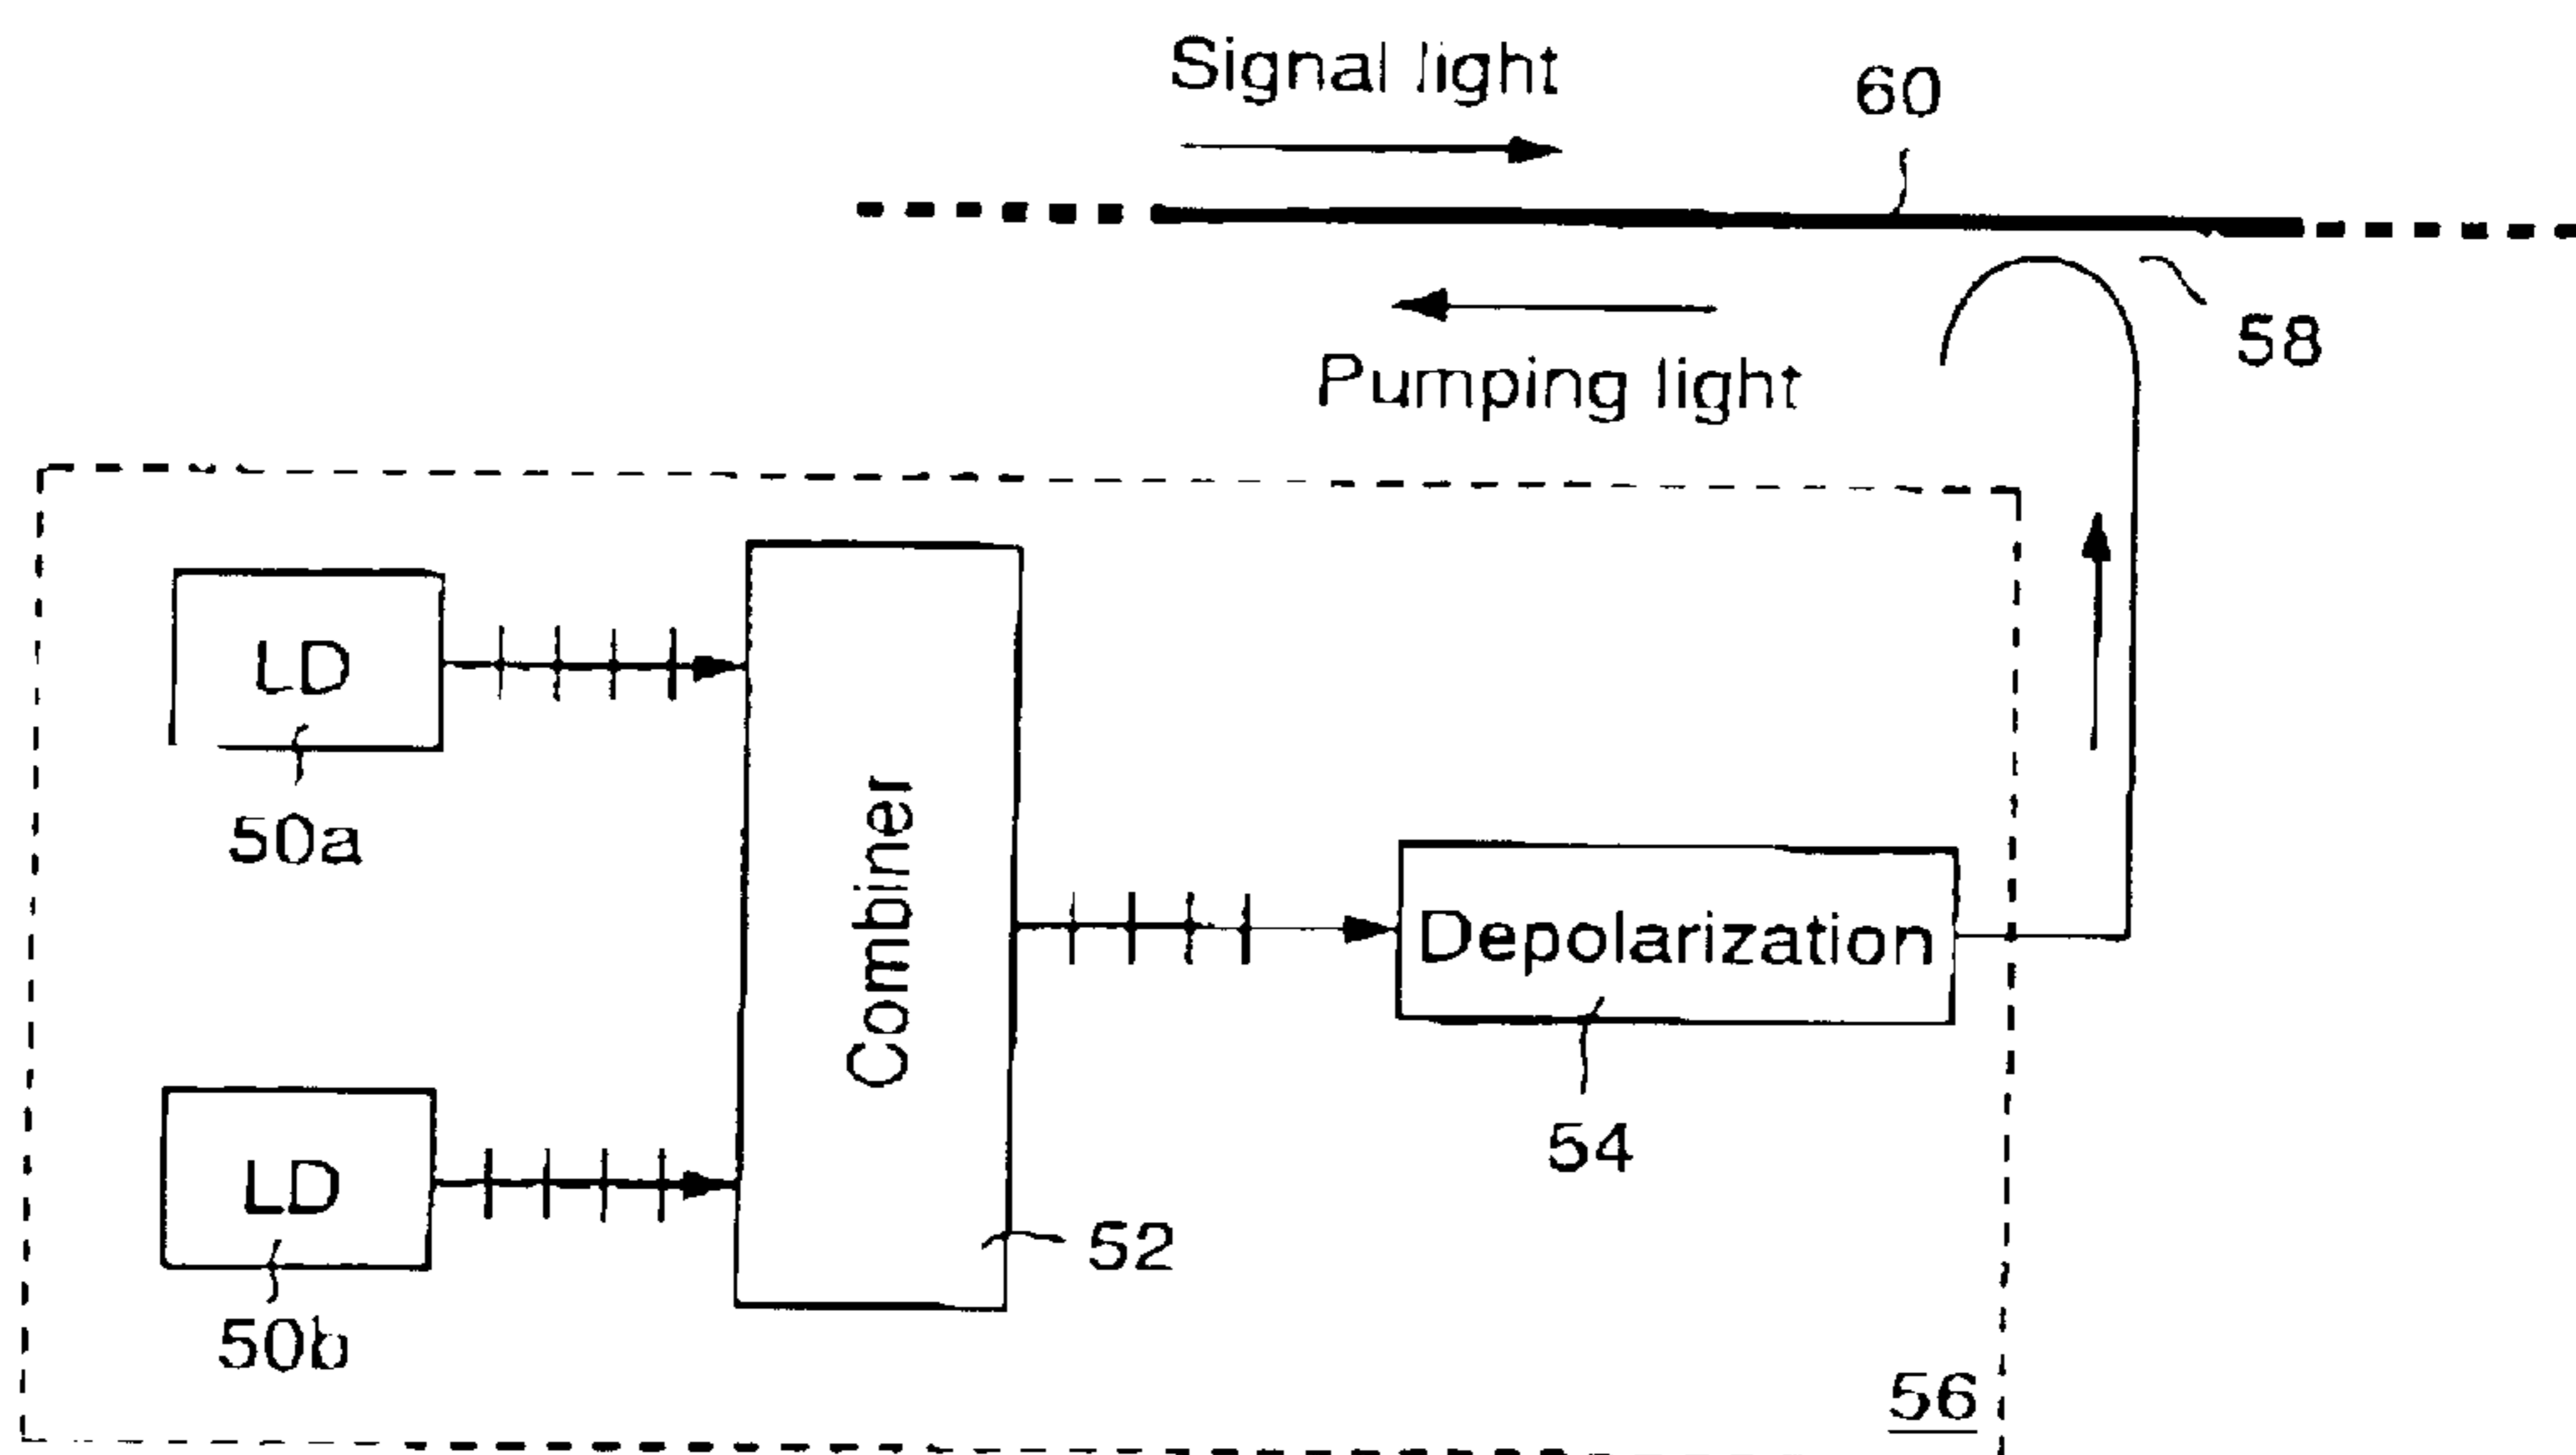 Signal light
60
58
Pumping light
LD
50a
Combiner
Depolarization
54
LD
50b
52
56